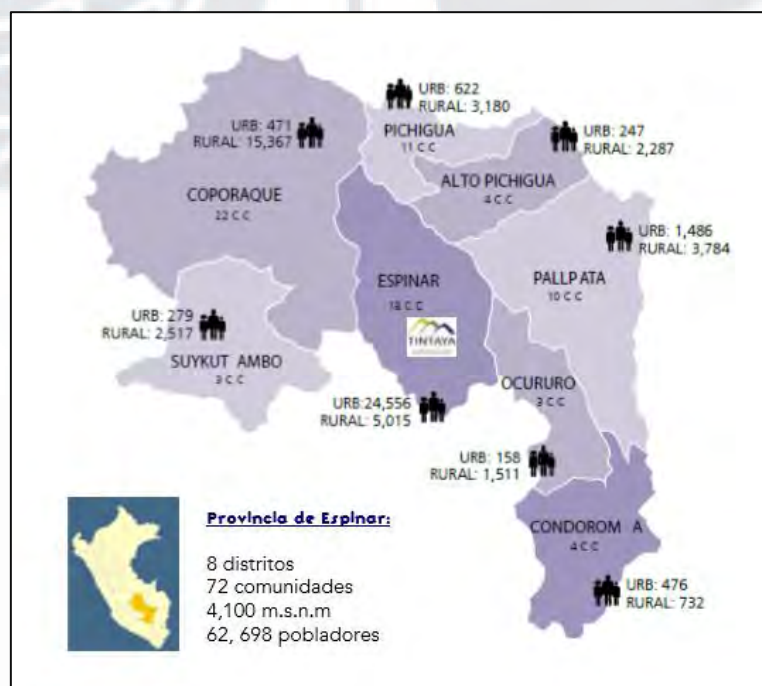 URB: 622
RURAL: 3,180
PICHIGUA
11 C C
URB: 471
RURAL: 15,367
URB: 247
RURAL: 2,287
ALTO PICHIGUA
4 C C
COPORAQUE
22 C C
URB: 1,486
RURAL: 3,784
PALLPATA
10 C C
ESPINAR
18 C C
TINTAYA
URB: 279
RURAL: 2,517
SUYKUT AMBO
3 C C
OCURURO
3 C C
URB:24,556
RURAL: 5,015
URB: 158
RURAL: 1,511
CONDOROM A
4 C C
URB: 476
RURAL: 732
Provincia de Espinar:
8 distritos
72 comunidades
4,100 m.s.n.m
62, 698 pobladores